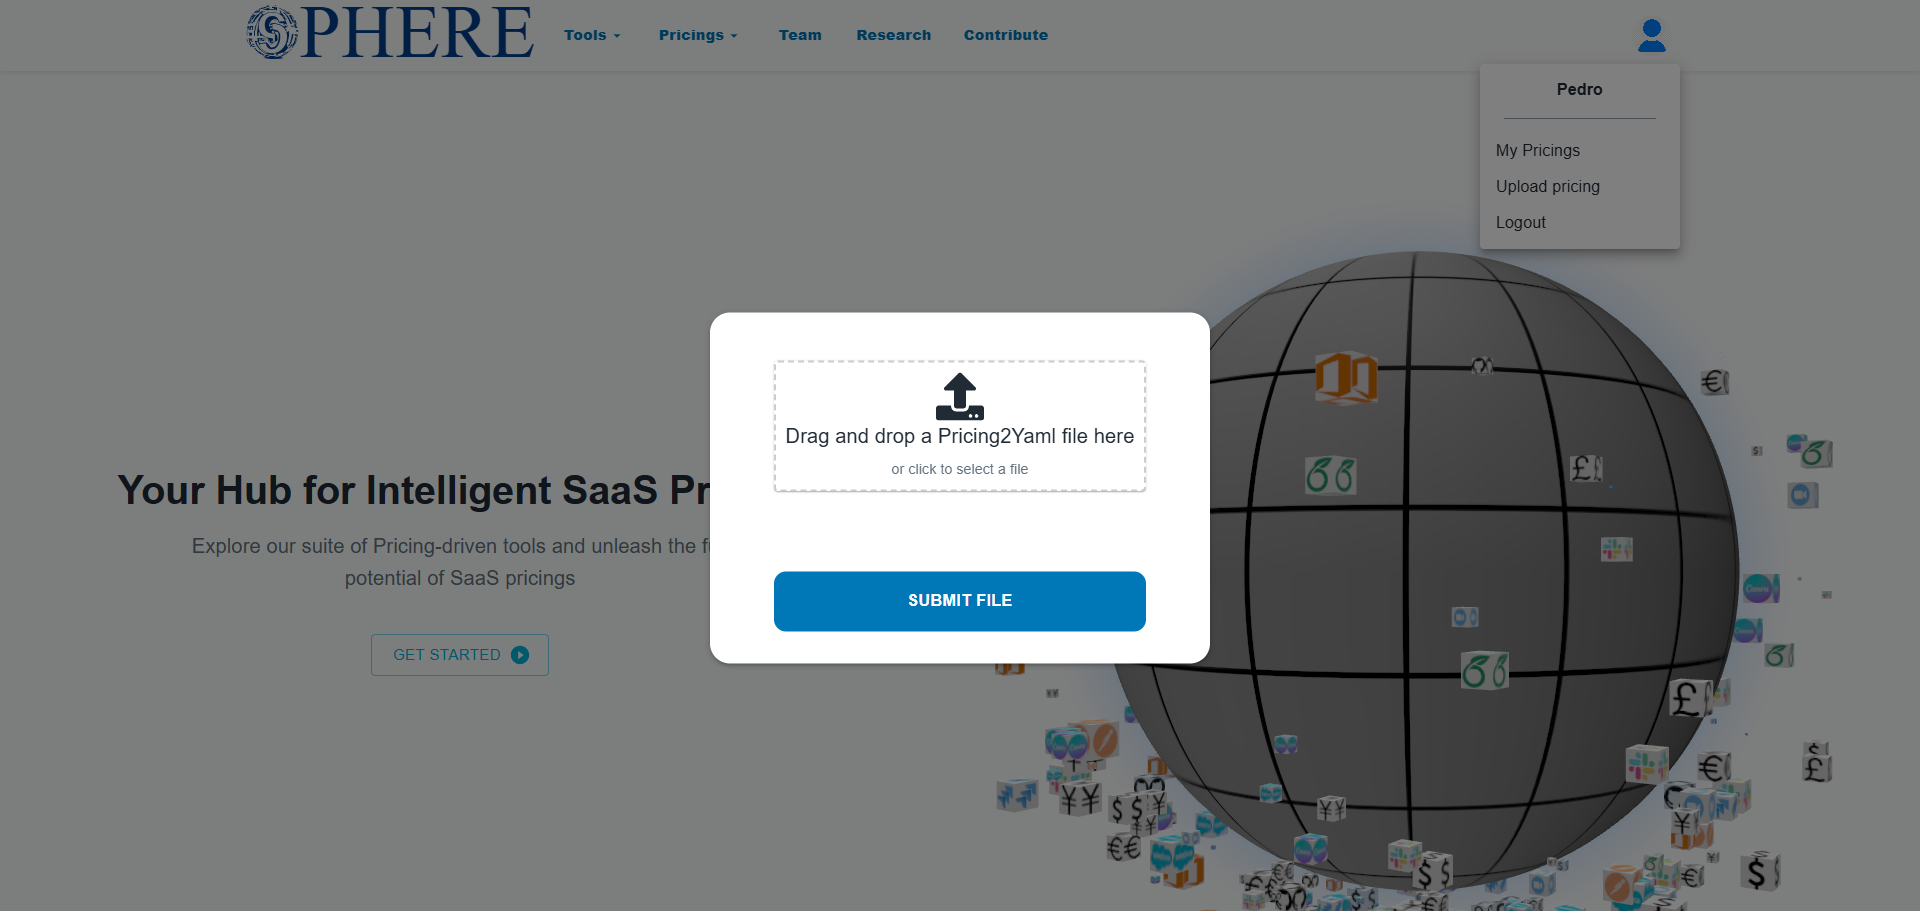 SPHERE
Tools
Pricings
Team
Research
Contribute
Pedro
My Pricings
Upload pricing
Logout
Drag and drop a Pricing2Yaml file here
or click to select a file
SUBMIT FILE
Your Hub for Intelligent SaaS Pr
Explore our suite of Pricing-driven tools and unleash the f
potential of SaaS pricings
GET STARTED